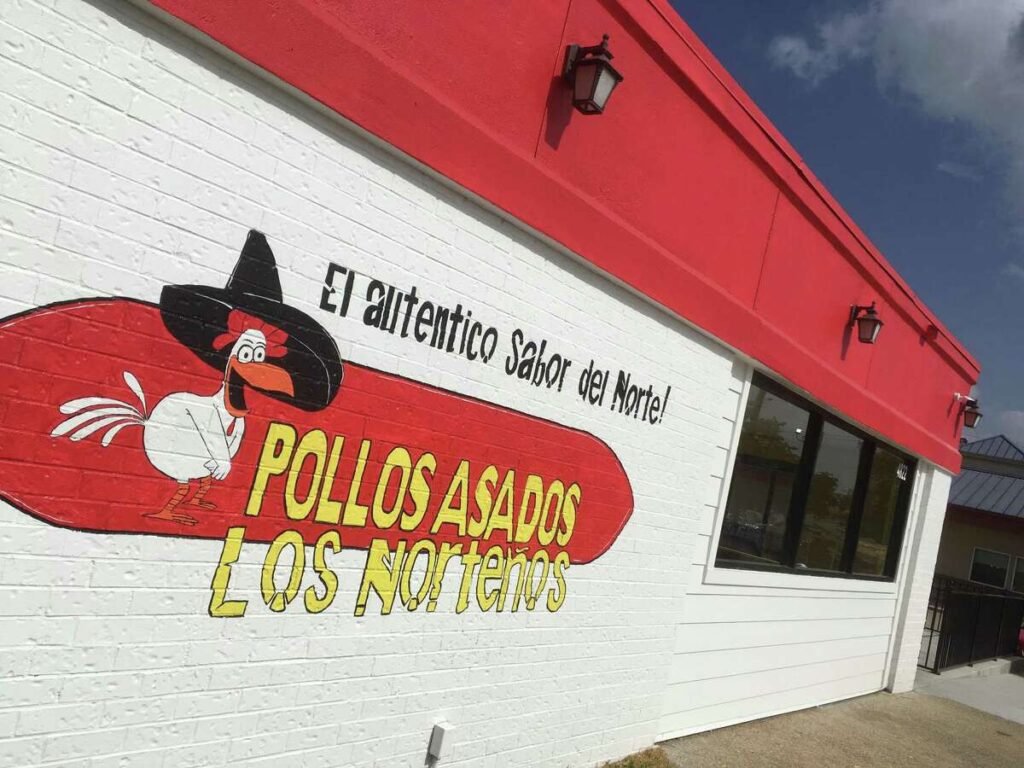 El autentico Sabor del Norte!
POLLOS ASADOS
LOS NORTEÑOS